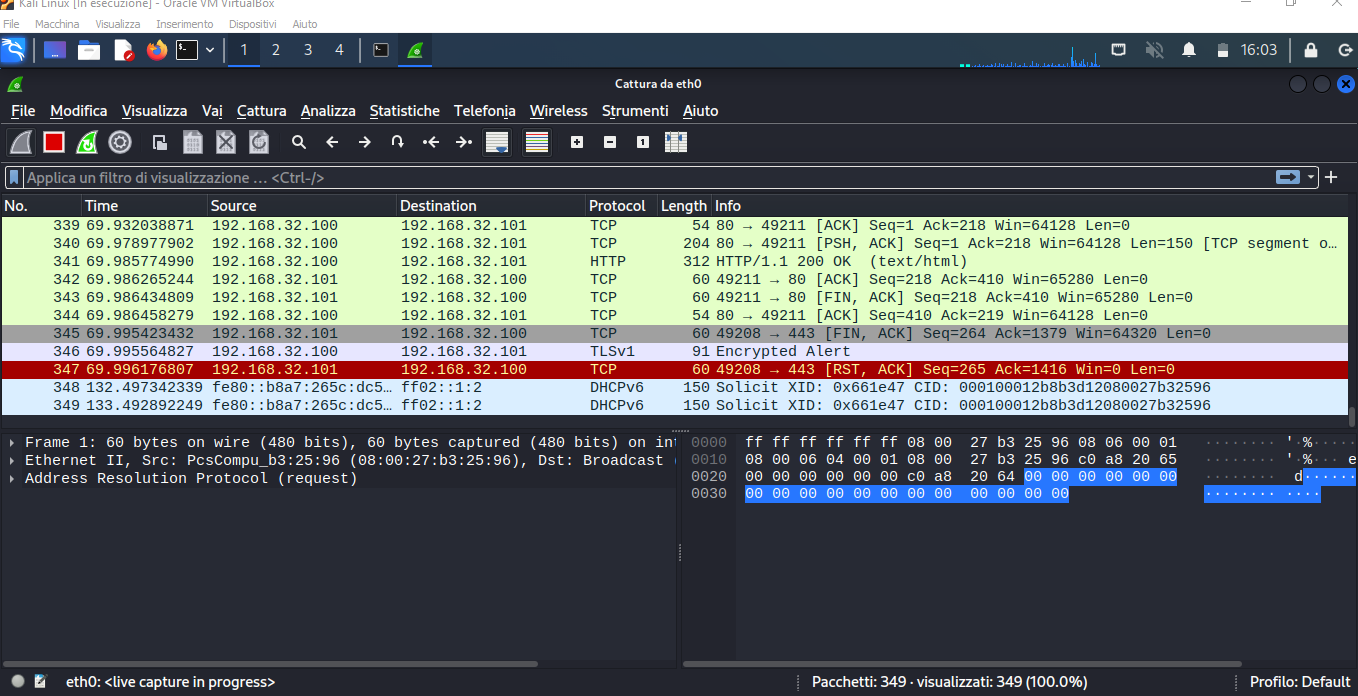 Kali Linux [In esecuzione] - Oracle VM VirtualBox
File Macchina Visualizza Inserimento Dispositivi Aiuto
1 2 3 4 16:03
Cattura da eth0
File Modifica Visualizza Vai Cattura Analizza Statistiche Telefonia Wireless Strumenti Aiuto
Applica un filtro di visualizzazione … <Ctrl-/>
No. Time Source Destination Protocol Length Info
339 69.932038871 192.168.32.100 192.168.32.101 TCP 54 80 → 49211 [ACK] Seq=1 Ack=218 Win=64128 Len=0
340 69.978977902 192.168.32.100 192.168.32.101 TCP 204 80 → 49211 [PSH, ACK] Seq=1 Ack=218 Win=64128 Len=150 [TCP segment o…
341 69.985774990 192.168.32.100 192.168.32.101 HTTP 312 HTTP/1.1 200 OK (text/html)
342 69.986265244 192.168.32.101 192.168.32.100 TCP 60 49211 → 80 [ACK] Seq=218 Ack=410 Win=65280 Len=0
343 69.986434809 192.168.32.101 192.168.32.100 TCP 60 49211 → 80 [FIN, ACK] Seq=218 Ack=410 Win=65280 Len=0
344 69.986458279 192.168.32.100 192.168.32.101 TCP 54 80 → 49211 [ACK] Seq=410 Ack=219 Win=64128 Len=0
345 69.995423432 192.168.32.101 192.168.32.100 TCP 60 49208 → 443 [FIN, ACK] Seq=264 Ack=1379 Win=64320 Len=0
346 69.995564827 192.168.32.100 192.168.32.101 TLSv1 91 Encrypted Alert
347 69.996176807 192.168.32.101 192.168.32.100 TCP 60 49208 → 443 [RST, ACK] Seq=265 Ack=1416 Win=0 Len=0
348 132.497342339 fe80::b8a7:265c:dc5… ff02::1:2 DHCPv6 150 Solicit XID: 0x661e47 CID: 000100012b8b3d12080027b32596
349 133.492892249 fe80::b8a7:265c:dc5… ff02::1:2 DHCPv6 150 Solicit XID: 0x661e47 CID: 000100012b8b3d12080027b32596
Frame 1: 60 bytes on wire (480 bits), 60 bytes captured (480 bits) on int
Ethernet II, Src: PcsCompu_b3:25:96 (08:00:27:b3:25:96), Dst: Broadcast (
Address Resolution Protocol (request)
0000 ff ff ff ff ff ff 08 00 27 b3 25 96 08 06 00 01 ········ '·%·····
0010 08 00 06 04 00 01 08 00 27 b3 25 96 c0 a8 20 65 ········ '·%··· e
0020 00 00 00 00 00 00 c0 a8 20 64 00 00 00 00 00 00 ········ d······
0030 00 00 00 00 00 00 00 00 00 00 00 00 ········ ····
eth0: <live capture in progress> Pacchetti: 349 · visualizzati: 349 (100.0%) Profilo: Default